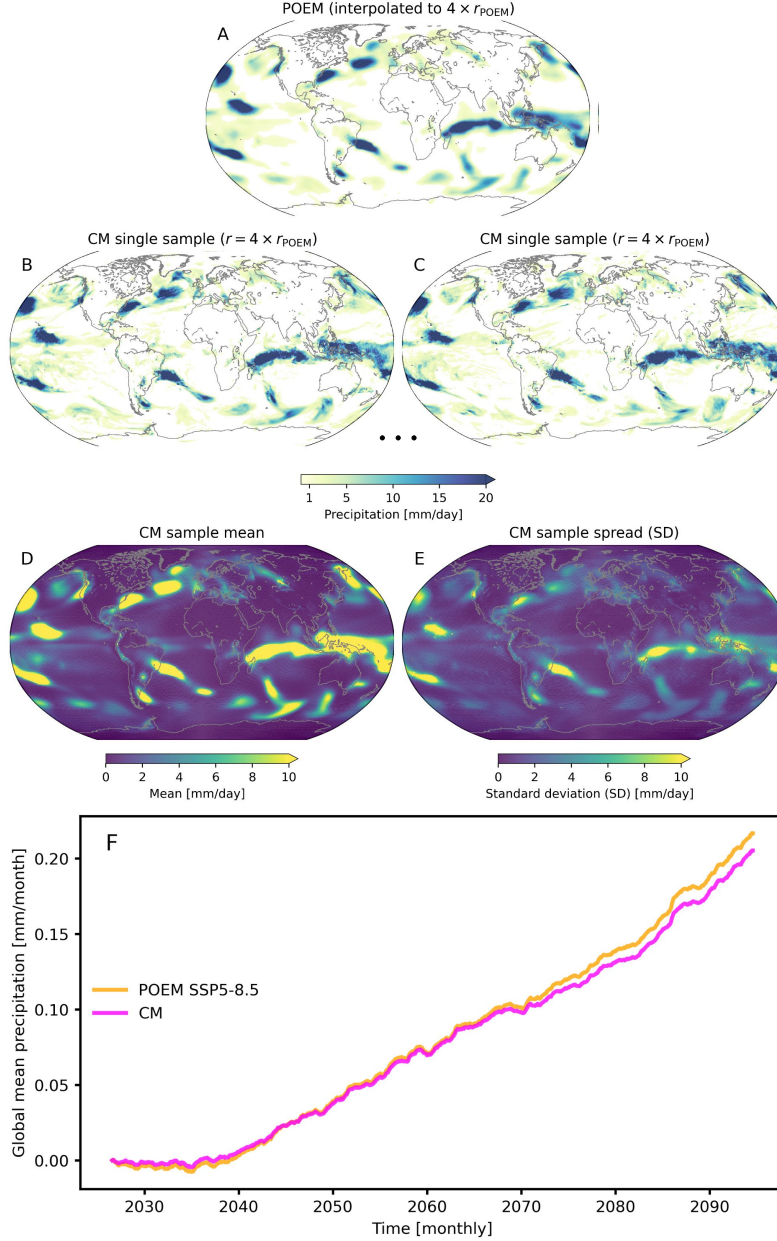 POEM (interpolated to 4 × r_POEM)
A
CM single sample (r = 4 × r_POEM)
CM single sample (r = 4 × r_POEM)
B
C
• • •
1 5 10 15 20
Precipitation [mm/day]
CM sample mean
CM sample spread (SD)
D
E
0 2 4 6 8 10
0 2 4 6 8 10
Mean [mm/day]
Standard deviation (SD) [mm/day]
F
Global mean precipitation [mm/month]
0.20
0.15
0.10
0.05
0.00
POEM SSP5-8.5
CM
2030 2040 2050 2060 2070 2080 2090
Time [monthly]